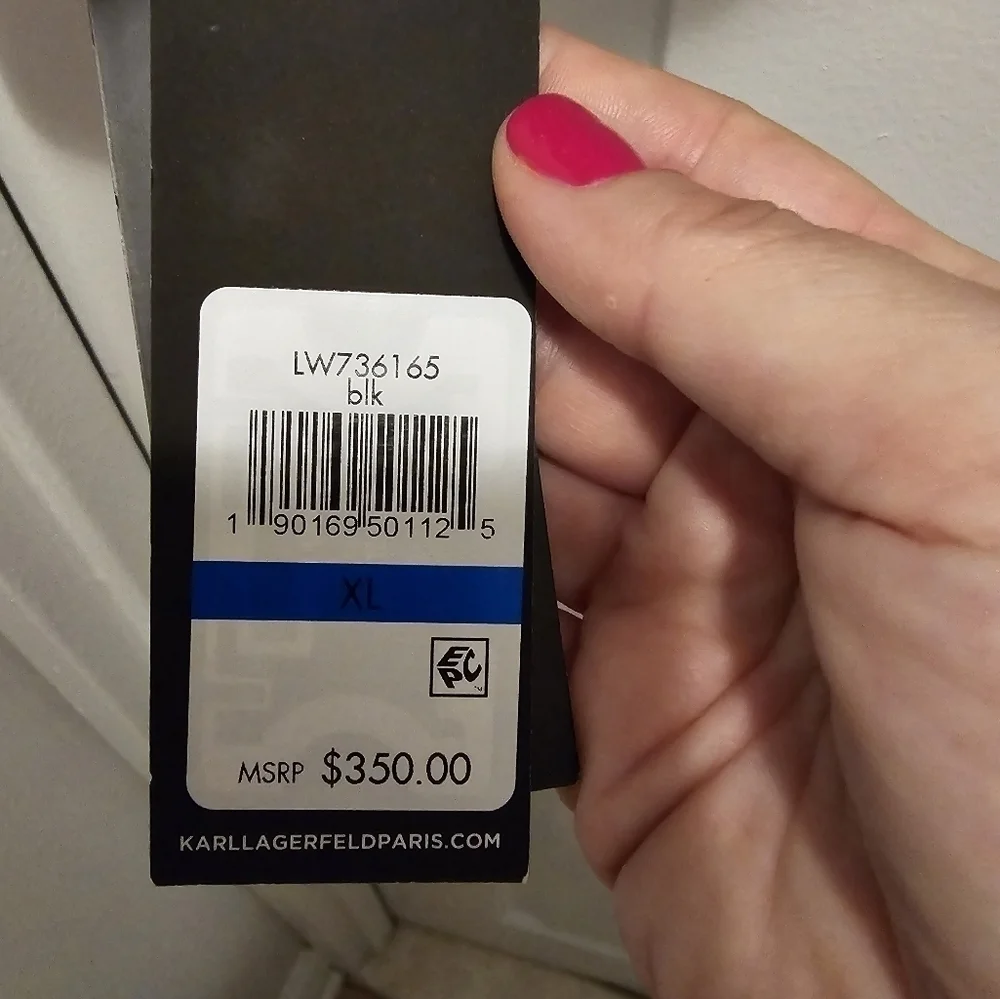 LW736165
blk
1 90169 50112 5
XL
EPC
MSRP $350.00
KARLLAGERFELDPARIS.COM